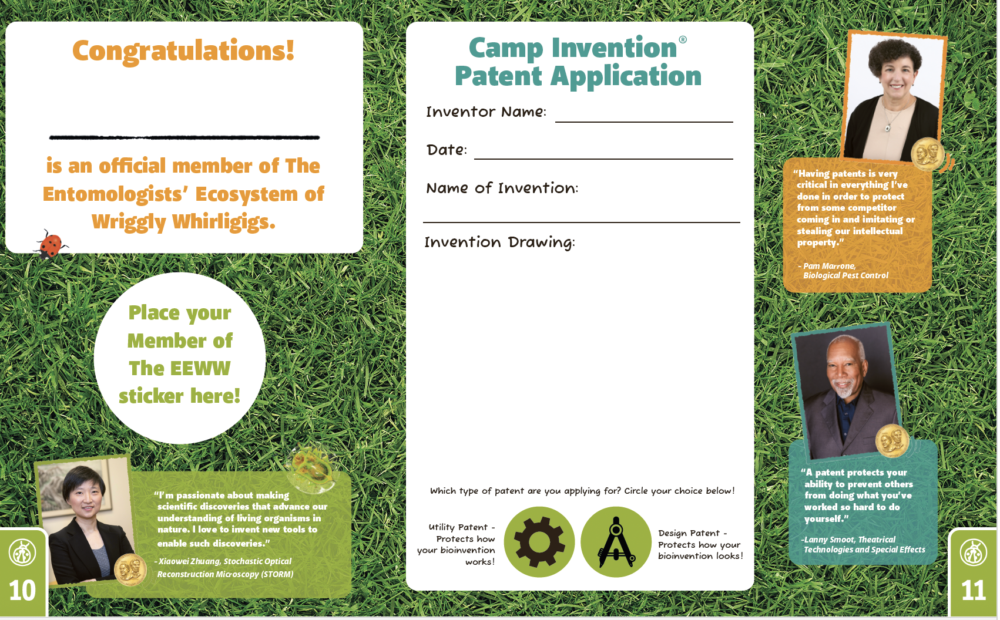 Congratulations!
is an official member of The
Entomologists’ Ecosystem of
Wriggly Whirligigs.
Place your
Member of
The EEWW
sticker here!
“I’m passionate about making
scientific discoveries that advance our
understanding of living organisms in
nature. I love to invent new tools to
enable such discoveries.”
– Xiaowei Zhuang, Stochastic Optical
Reconstruction Microscopy (STORM)
10
Camp Invention®
Patent Application
Inventor Name:
Date:
Name of Invention:
Invention Drawing:
Which type of patent are you applying for? Circle your choice below!
Utility Patent -
Protects how
your bioinvention
works!
Design Patent -
Protects how your
bioinvention looks!
“Having patents is very
critical in everything I’ve
done in order to protect
from some competitor
coming in and imitating or
stealing our intellectual
property.”
– Pam Marrone,
Biological Pest Control
“A patent protects your
ability to prevent others
from doing what you’ve
worked so hard to do
yourself.”
–Lanny Smoot, Theatrical
Technologies and Special Effects
11